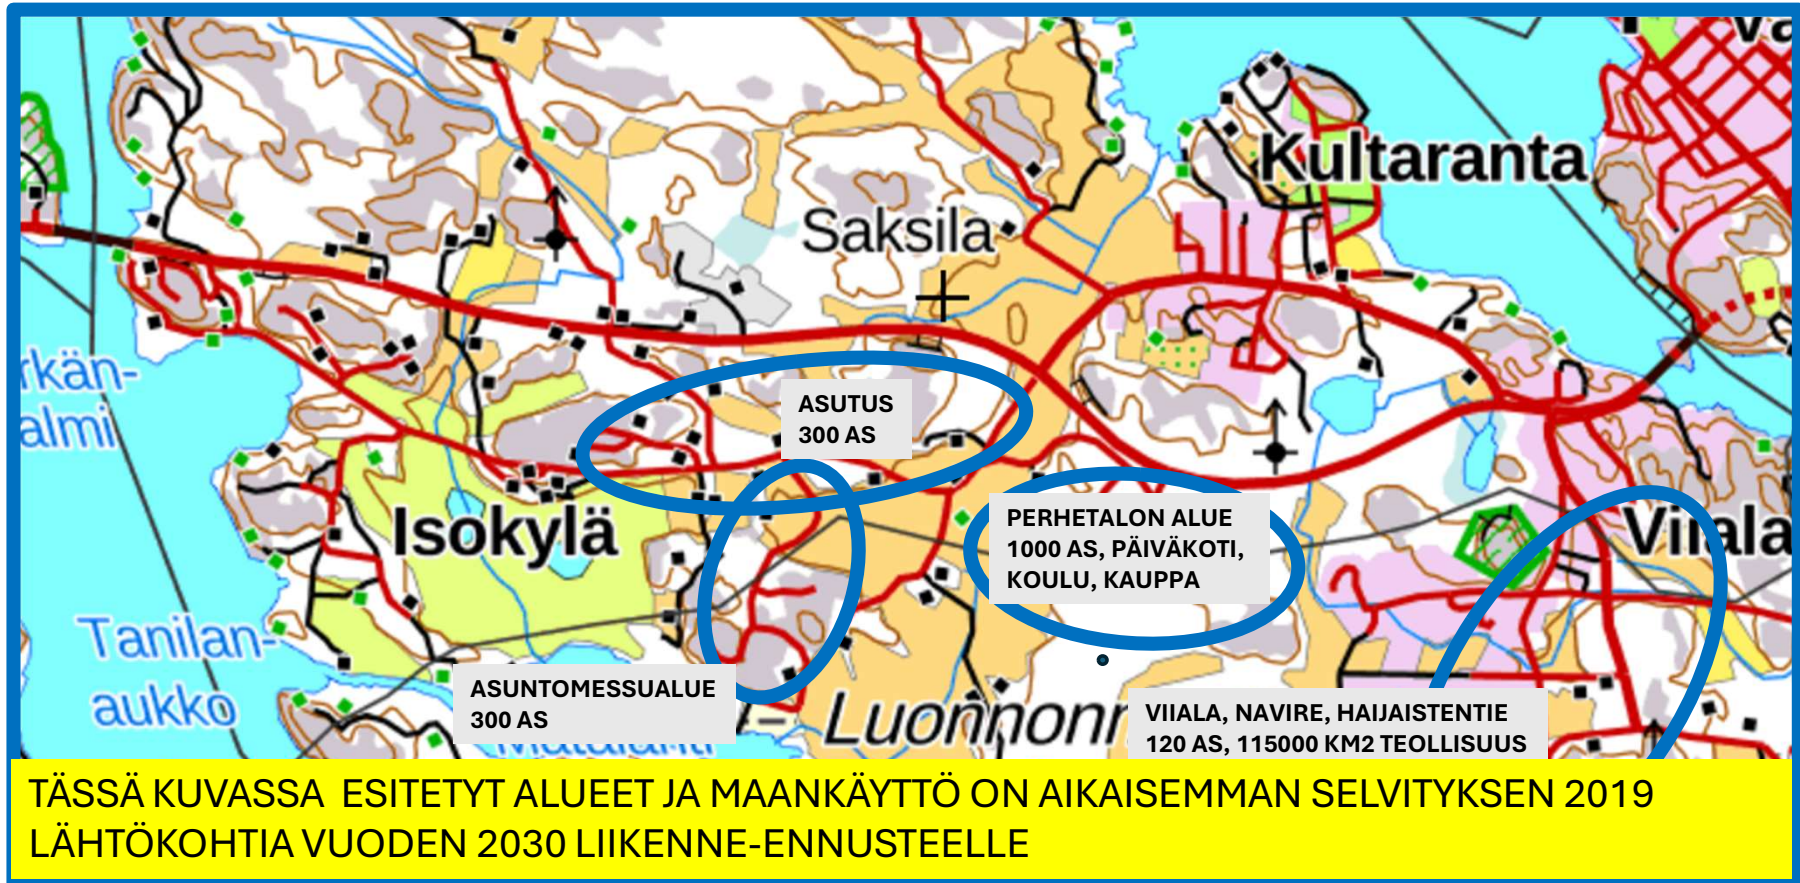 Kultaranta
Saksila
ASUTUS
300 AS
rkän-
almi
Isokylä
PERHETALON ALUE
1000 AS, PÄIVÄKOTI,
KOULU, KAUPPA
Viiala
Tanilan-
aukko
ASUNTOMESSUALUE
300 AS
Luonnonm
VIIALA, NAVIRE, HAIJAISTENTIE
120 AS, 115000 KM2 TEOLLISUUS
TÄSSÄ KUVASSA ESITETYT ALUEET JA MAANKÄYTTÖ ON AIKAISEMMAN SELVITYKSEN 2019
LÄHTÖKOHTIA VUODEN 2030 LIIKENNE-ENNUSTEELLE